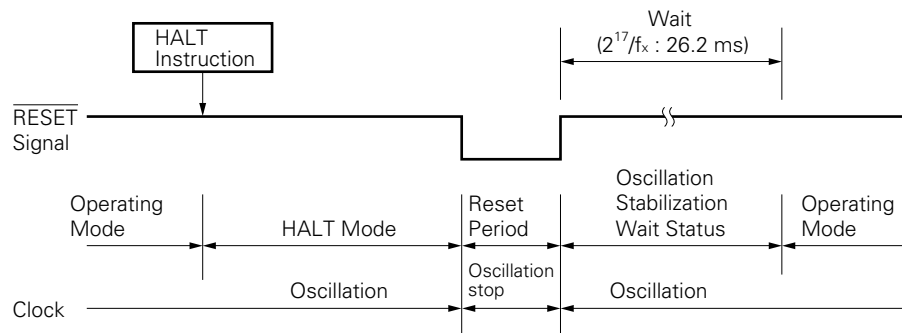 HALT
Instruction
Wait
(2¹⁷/fx : 26.2 ms)
RESET
Signal
Operating
Mode
HALT Mode
Reset
Period
Oscillation
Stabilization
Wait Status
Operating
Mode
Clock
Oscillation
Oscillation
stop
Oscillation